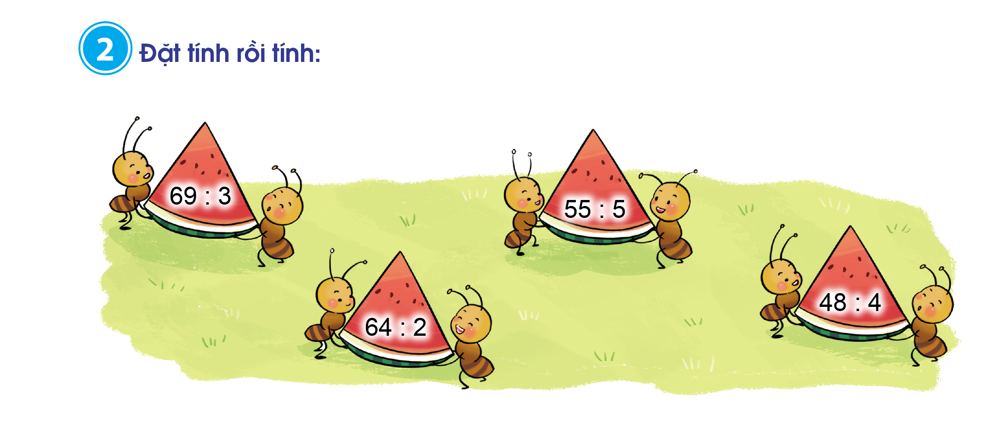 2 Đặt tính rồi tính:
69 : 3
55 : 5
64 : 2
48 : 4